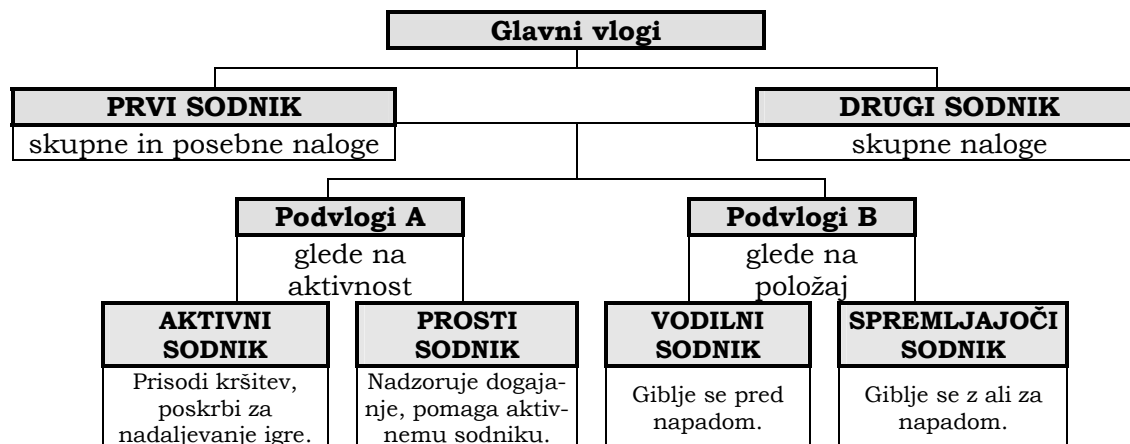 Glavni vlogi
PRVI SODNIK
skupne in posebne naloge
DRUGI SODNIK
skupne naloge
Podvlogi A
glede na
aktivnost
Podvlogi B
glede na
položaj
AKTIVNI
SODNIK
Prisodi kršitev,
poskrbi za
nadaljevanje igre.
PROSTI
SODNIK
Nadzoruje dogaja-
nje, pomaga aktiv-
nemu sodniku.
VODILNI
SODNIK
Giblje se pred
napadom.
SPREMLJAJOČI
SODNIK
Giblje se z ali za
napadom.